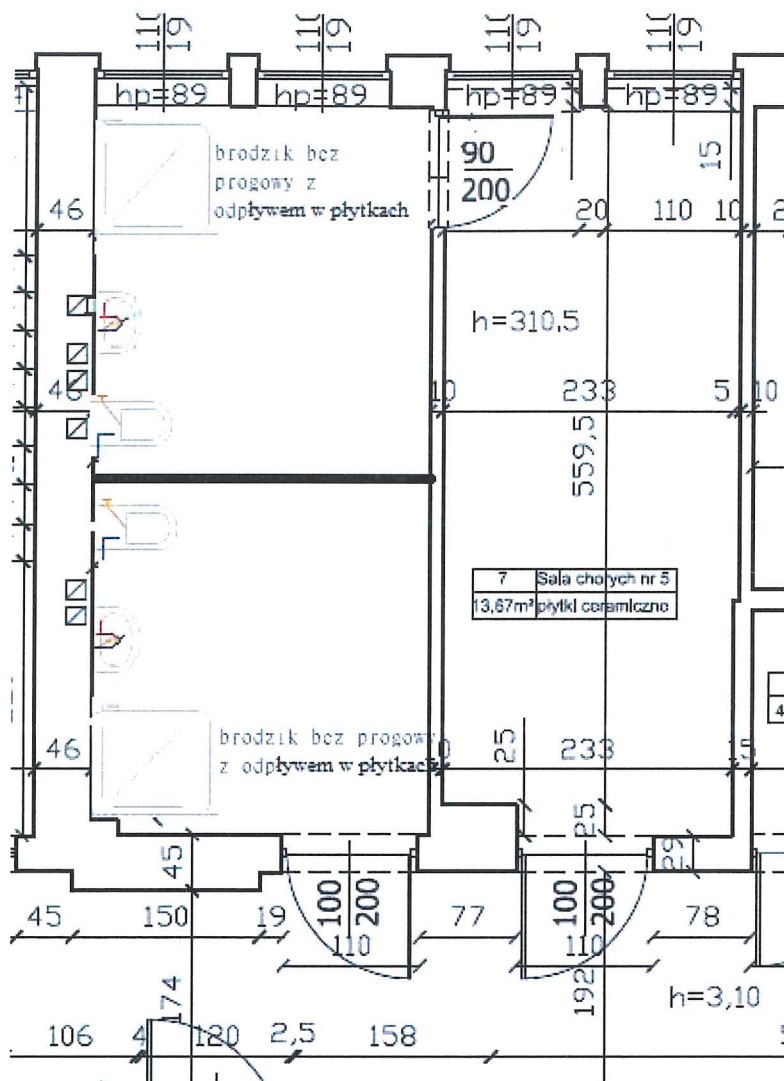 110 19 110 19 110 19 110 19
hp=89 hp=89 hp=89 hp=89
brodzik bez
progowy z
odpływem w płytkach
90
200
15
46 20 110 10 2
h=310,5
46 10 233 5 10
559,5
7 Sala chorych nr 5
13,67m² płytki ceramiczne
4
brodzik bez progowy
z odpływem w płytkach
46 25 233 15
25
45 29
100 200 100 200
45 150 19 77 78
110 110
174 192
h=3,10
106 4 120 2,5 158